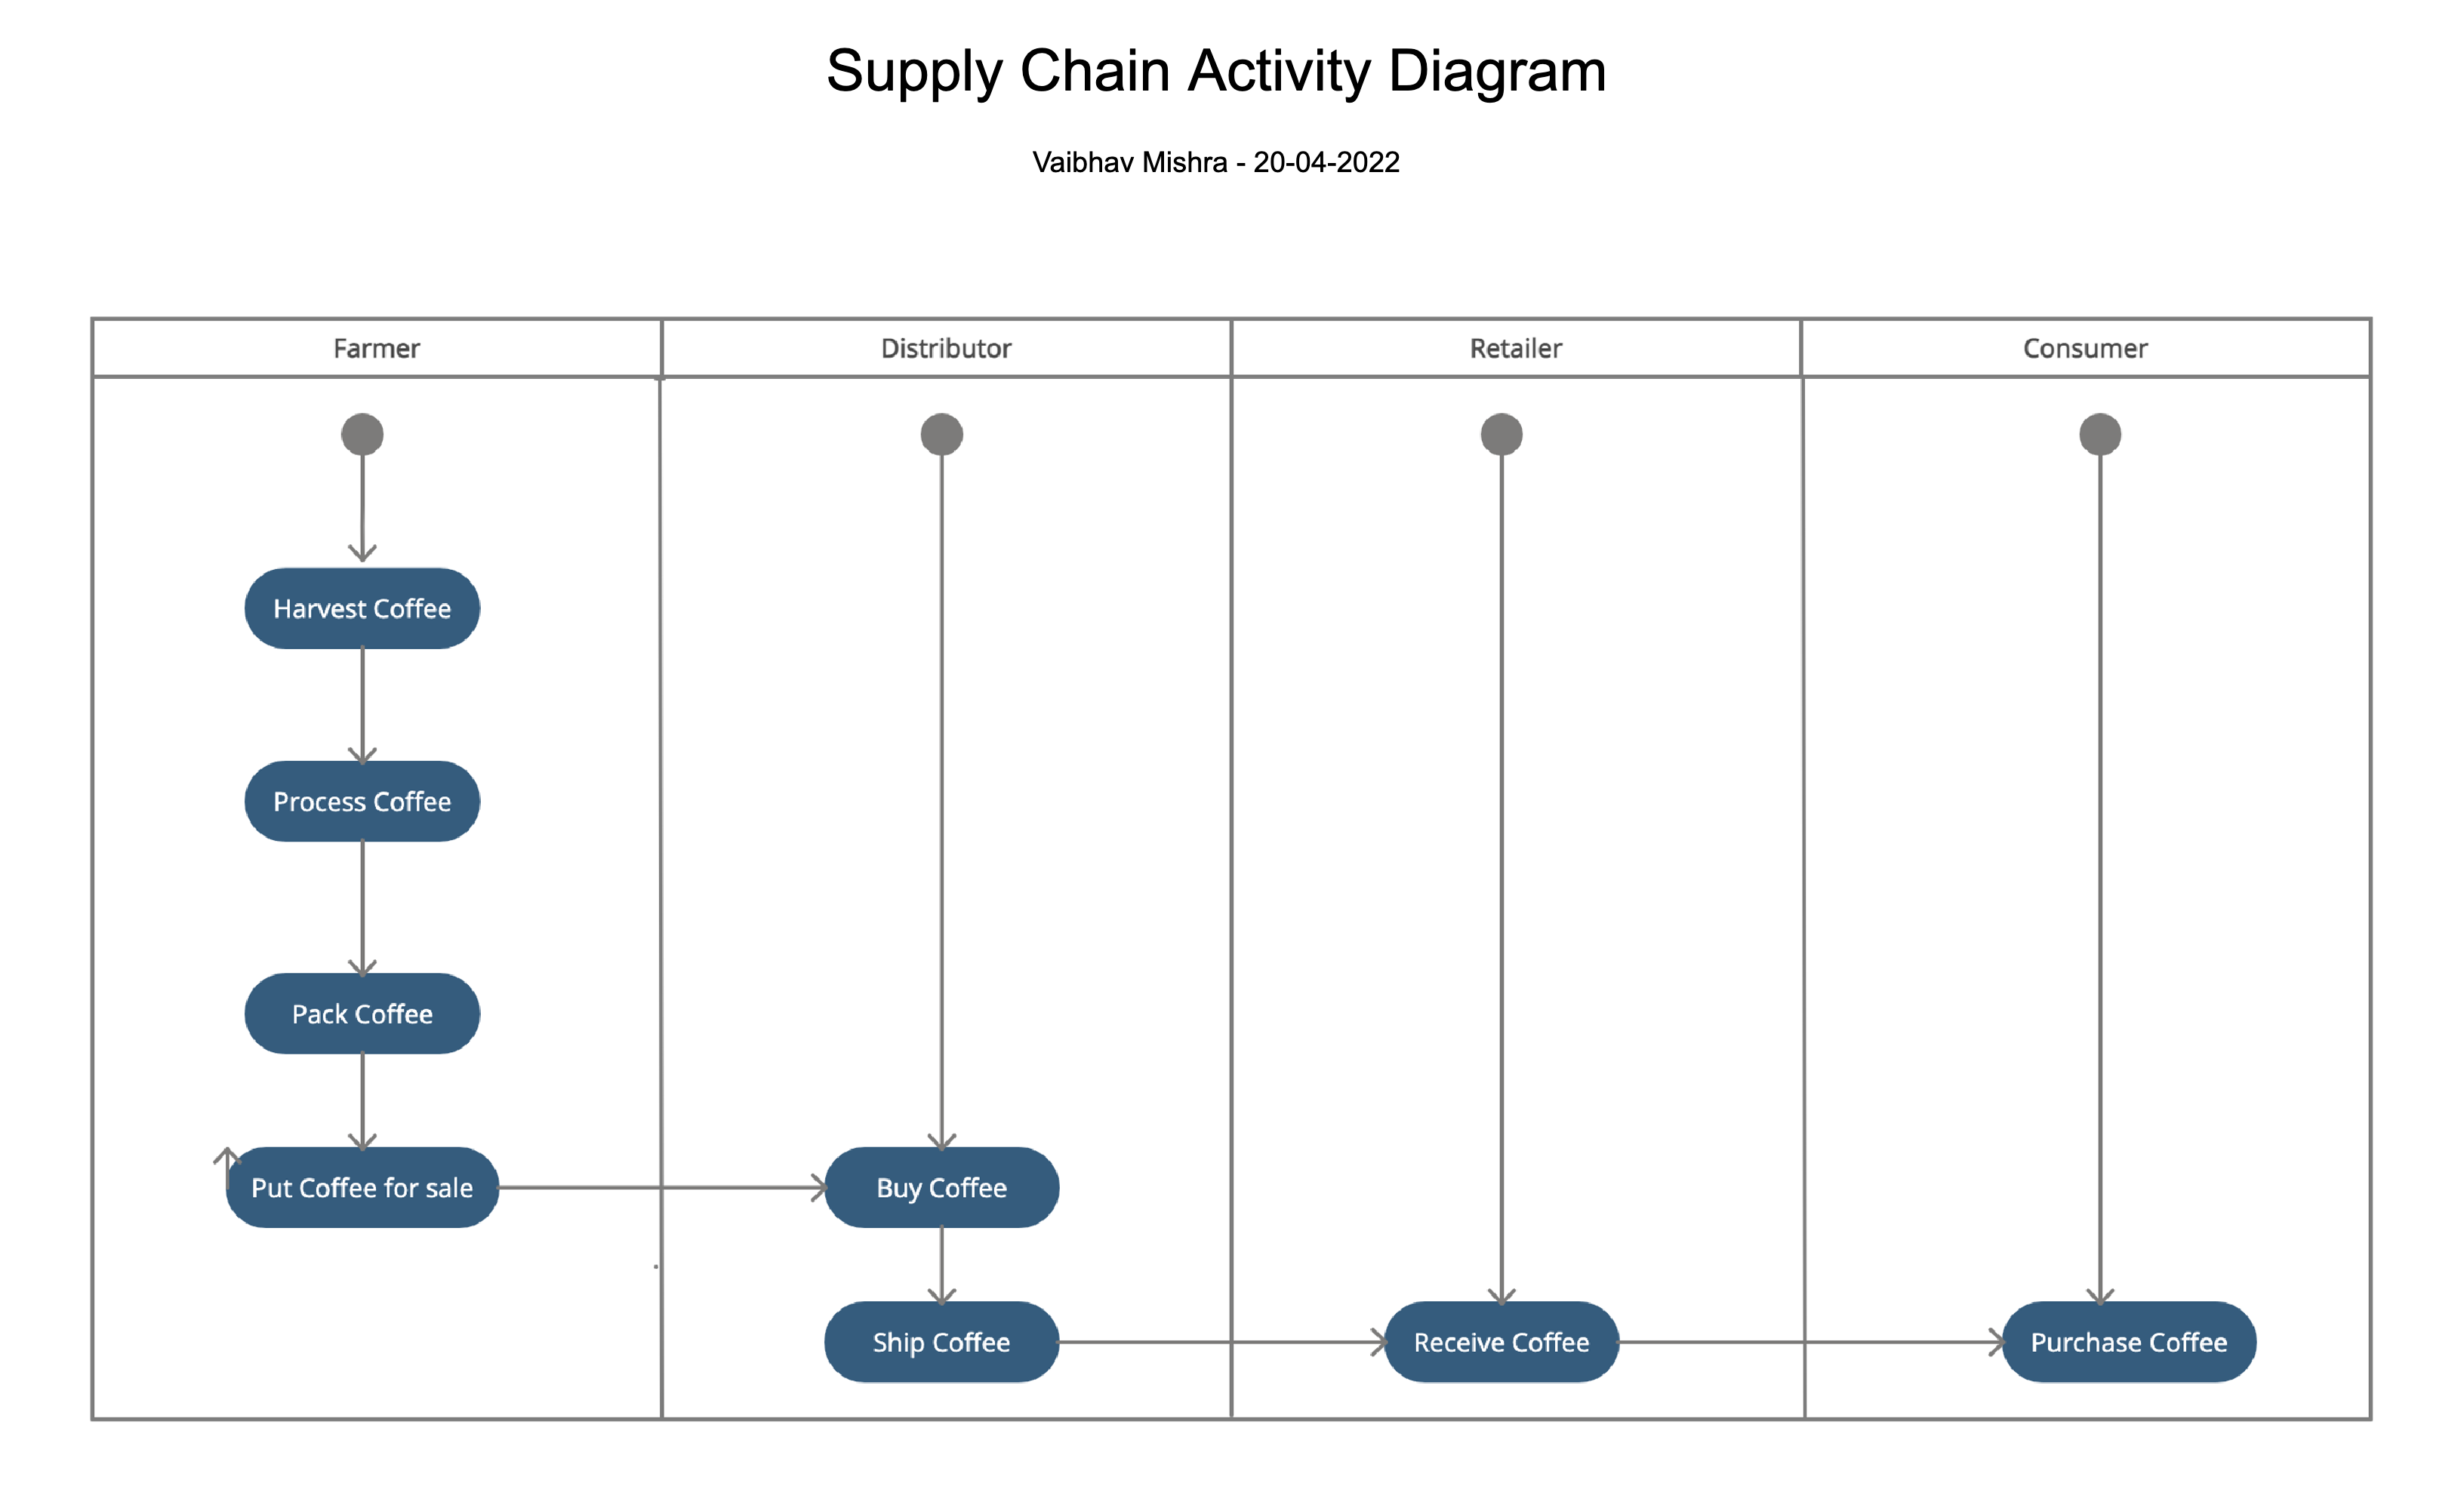 Supply Chain Activity Diagram
Vaibhav Mishra - 20-04-2022
Farmer
Distributor
Retailer
Consumer
Harvest Coffee
Process Coffee
Pack Coffee
Put Coffee for sale
Buy Coffee
Ship Coffee
Receive Coffee
Purchase Coffee